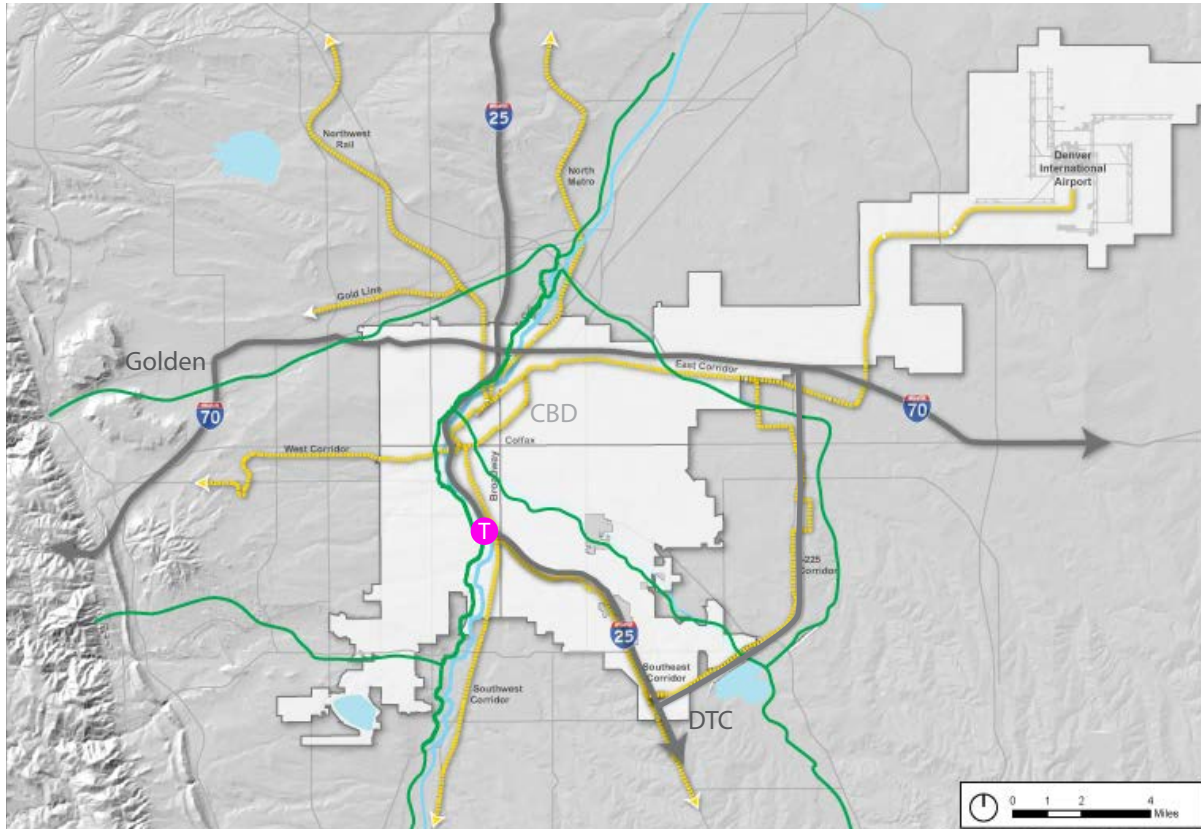 25
Northwest
Rail
North
Metro
Denver
International
Airport
Gold Line
Golden
East Corridor
70
70
CBD
Colfax
West Corridor
Broadway
T
I-225
Corridor
25
Southeast
Corridor
Southwest
Corridor
DTC
0 1 2 4
Miles